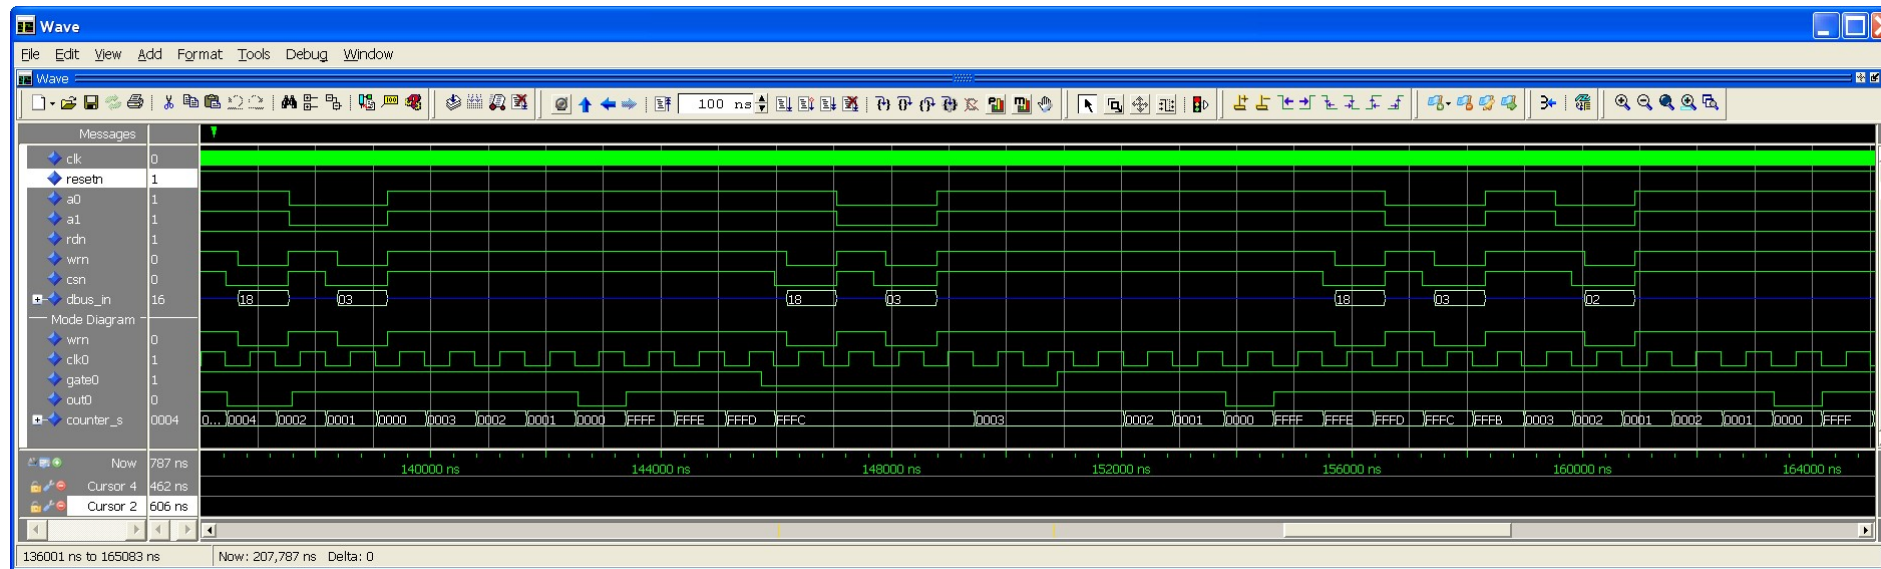 Wave
File Edit View Add Format Tools Debug Window
Wave
100 ns
Messages
clk 0
resetn 1
a0 1
a1 1
rdn 1
wrn 0
csn 0
dbus_in 16 18 03 18 03 18 03 02
Mode Diagram
wrn 0
clk0 1
gate0 1
out0 0
counter_s 0004 0... 0004 0002 0001 0000 0003 0002 0001 0000 FFFF FFFE FFFD FFFC 0003 0002 0001 0000 FFFF FFFE FFFD FFFC FFFB 0003 0002 0001 0002 0001 0000 FFFF
Now 787 ns 140000 ns 144000 ns 148000 ns 152000 ns 156000 ns 160000 ns 164000 ns
Cursor 4 462 ns
Cursor 2 606 ns
136001 ns to 165083 ns Now: 207,787 ns Delta: 0